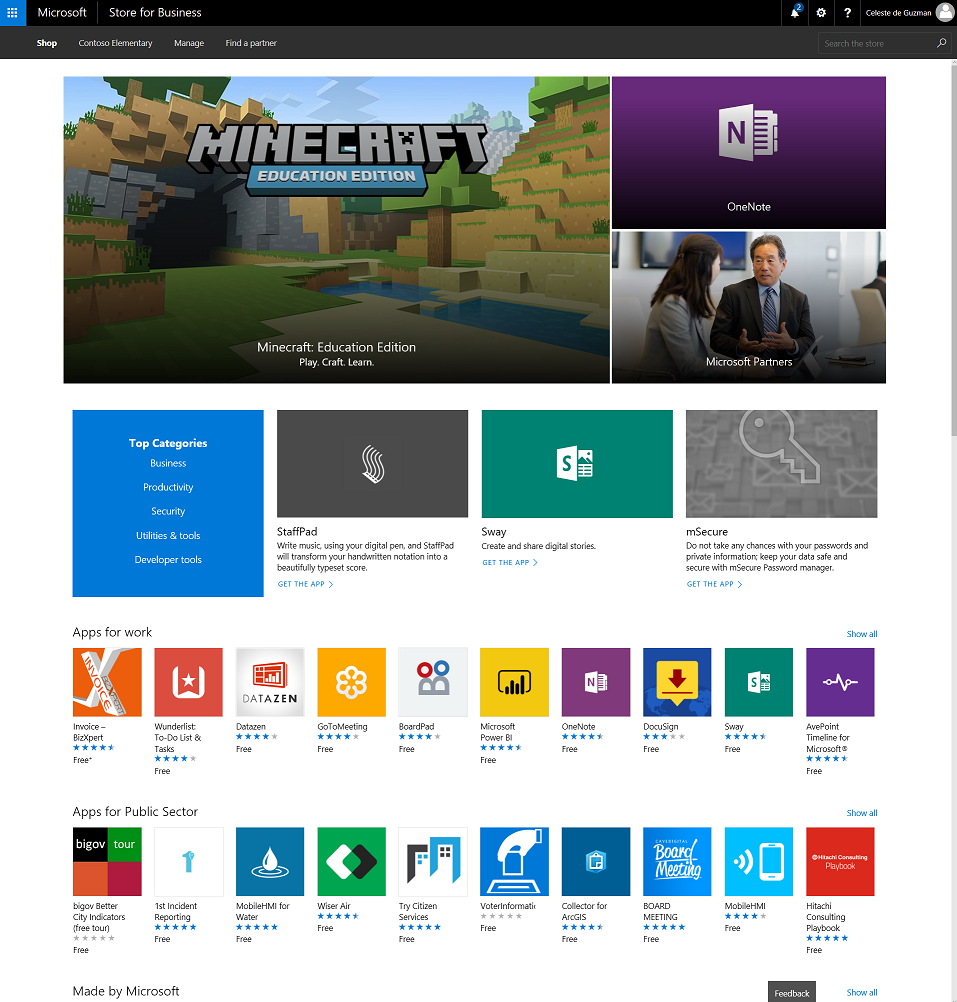 Microsoft Store for Business 2 ? Celeste de Guzman
Shop Contoso Elementary Manage Find a partner Search the store
MINECRAFT
EDUCATION EDITION
Minecraft: Education Edition
Play. Craft. Learn.
N
OneNote
Microsoft Partners
Top Categories
Business
Productivity
Security
Utilities & tools
Developer tools
StaffPad
Write music, using your digital pen, and StaffPad
will transform your handwritten notation into a
beautifully typeset score.
GET THE APP
S
Sway
Create and share digital stories.
GET THE APP
mSecure
Do not take any chances with your passwords and
private information; keep your data safe and
secure with mSecure Password manager.
GET THE APP
Apps for work Show all
INVOICE
BIZXPERT
Invoice –
BizXpert
Free+
Wunderlist:
To-Do List &
Tasks
Free
DATAZEN
Datazen
Free
GoToMeeting
Free
BoardPad
Free
Microsoft
Power BI
Free
N
OneNote
Free
DocuSign
Free
S
Sway
Free
AvePoint
Timeline for
Microsoft®
Free
Apps for Public Sector Show all
bigov tour
bigov Better
City Indicators
(free tour)
Free
1st Incident
Reporting
Free
MobileHMI for
Water
Free
Wiser Air
Free
Try Citizen
Services
Free
VoterInformatio
Free
Collector for
ArcGIS
Free
Board
Meeting
BOARD
MEETING
Free
MobileHMI
Free
Hitachi Consulting
Playbook
Hitachi
Consulting
Playbook
Free
Made by Microsoft Feedback Show all